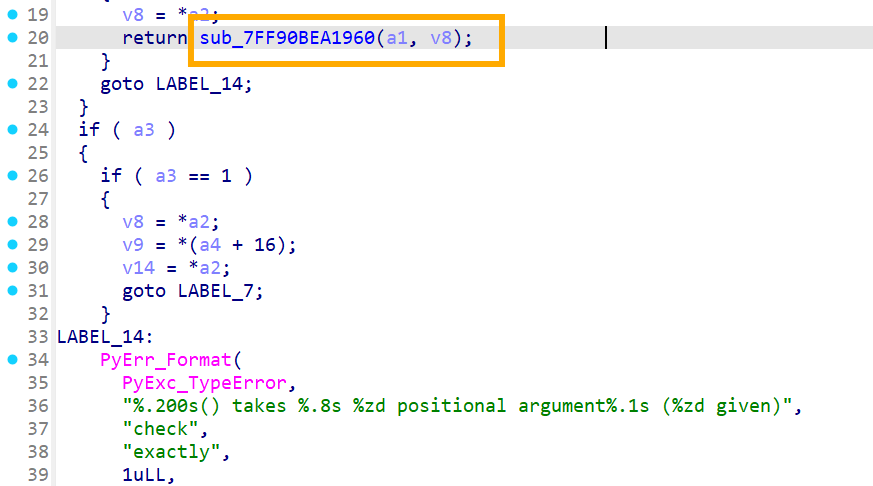 19 v8 = *a2;
20 return sub_7FF90BEA1960(a1, v8);
21 }
22 goto LABEL_14;
23 }
24 if ( a3 )
25 {
26 if ( a3 == 1 )
27 {
28 v8 = *a2;
29 v9 = *(a4 + 16);
30 v14 = *a2;
31 goto LABEL_7;
32 }
33 LABEL_14:
34 PyErr_Format(
35 PyExc_TypeError,
36 "%.200s() takes %.8s %zd positional argument%.1s (%zd given)",
37 "check",
38 "exactly",
39 1uLL,